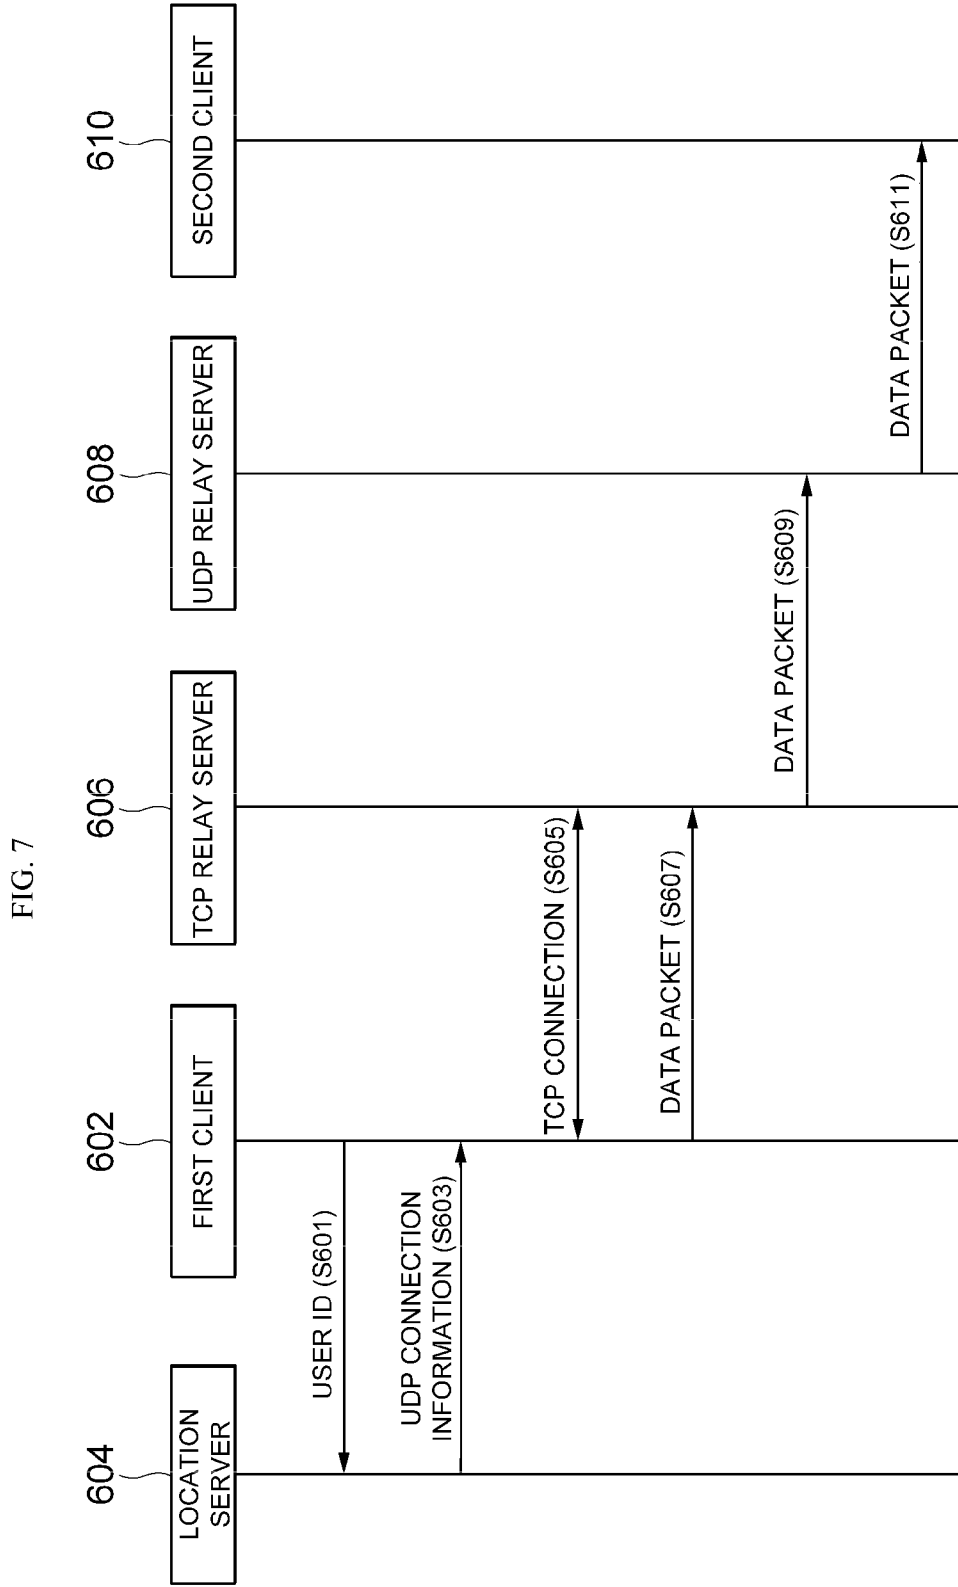 FIG. 7
604
602
606
608
610
LOCATION
SERVER
FIRST CLIENT
TCP RELAY SERVER
UDP RELAY SERVER
SECOND CLIENT
USER ID (S601)
UDP CONNECTION
INFORMATION (S603)
TCP CONNECTION (S605)
DATA PACKET (S607)
DATA PACKET (S609)
DATA PACKET (S611)